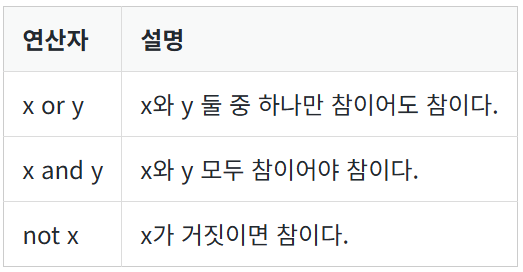 연산자 설명
x or y x와 y 둘 중 하나만 참이어도 참이다.
x and y x와 y 모두 참이어야 참이다.
not x x가 거짓이면 참이다.